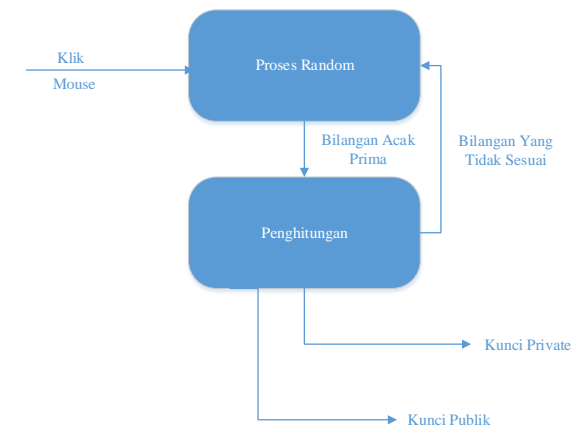 Klik
Mouse
Proses Random
Bilangan Acak
Prima
Bilangan Yang
Tidak Sesuai
Penghitungan
Kunci Private
Kunci Publik